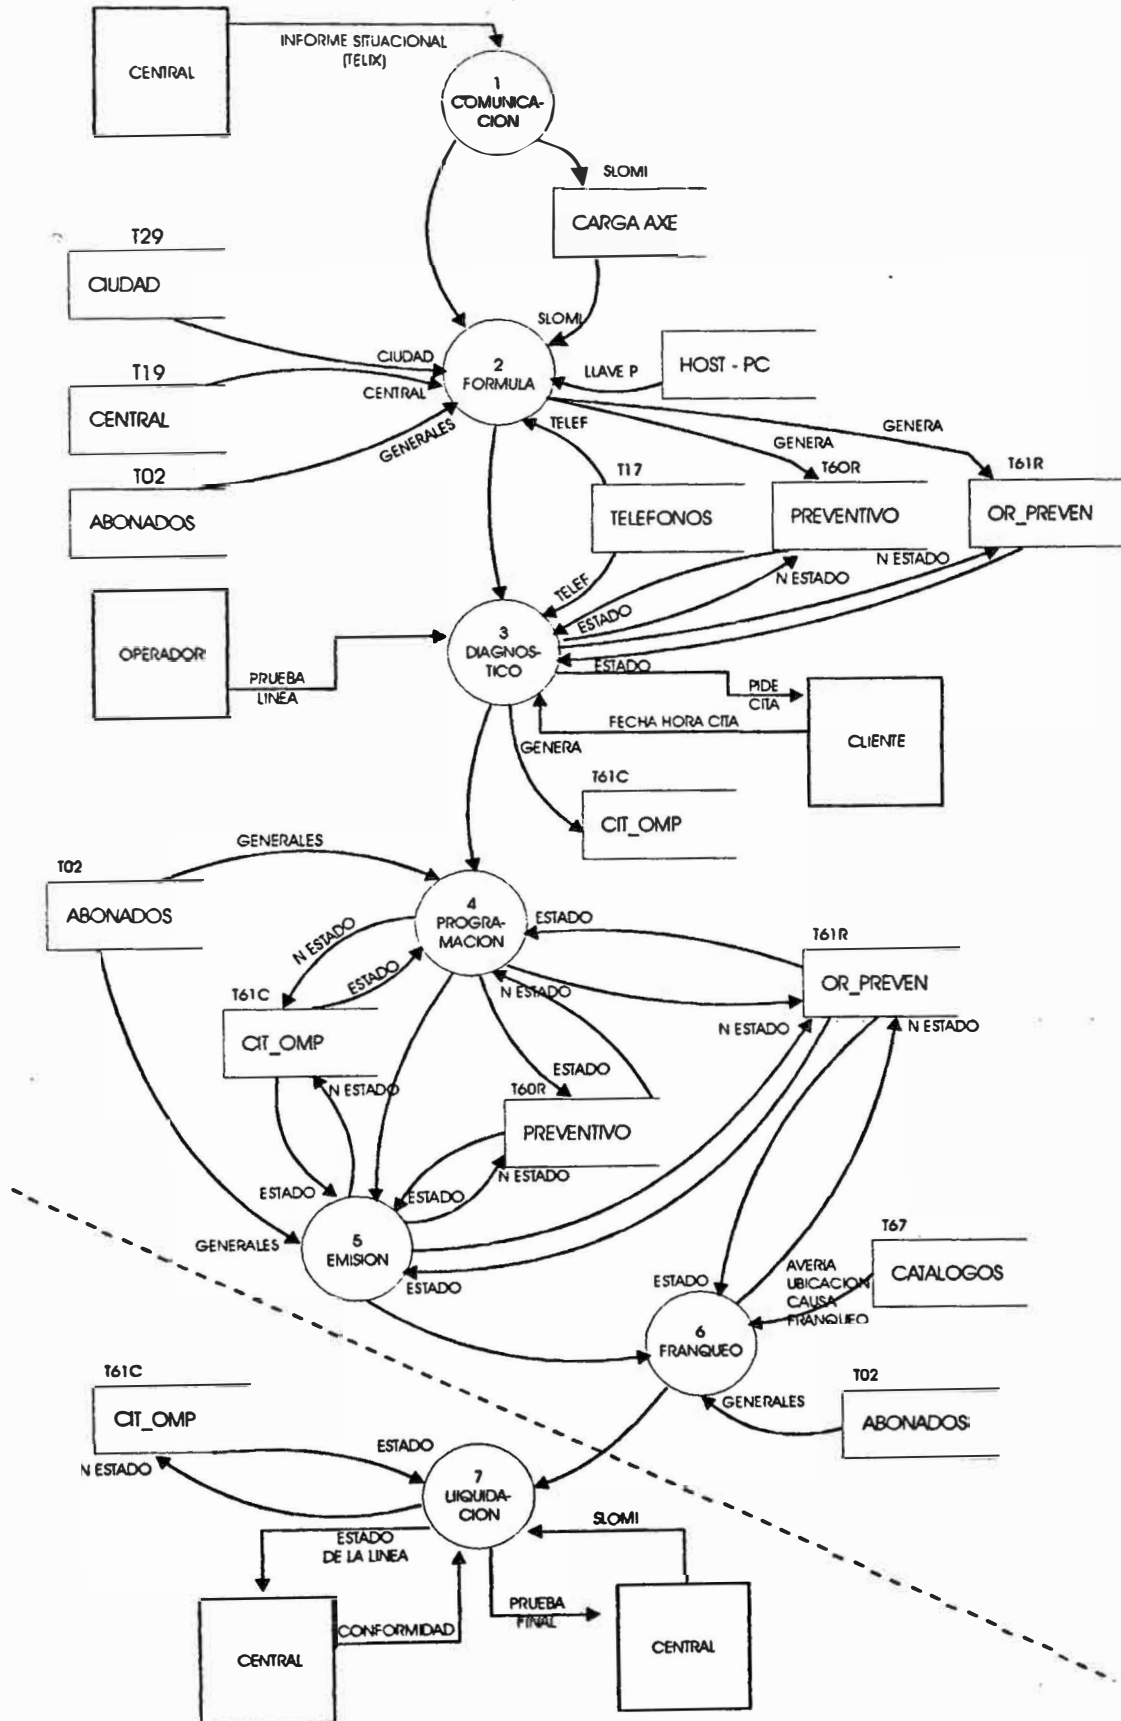 CENTRAL
INFORME SITUACIONAL
(TELIX)
1
COMUNICA-
CION
SLOMI
CARGA AXE
T29
CIUDAD
SLOMI
CIUDAD
2
FORMULA
LLAVE P
HOST - PC
T19
CENTRAL
CENTRAL
GENERALES
TELEF
GENERA
GENERA
T02
ABONADOS
T17
TELEFONOS
T60R
PREVENTIVO
T61R
OR_PREVEN
N ESTADO
N ESTADO
TELEF
ESTADO
OPERADOR
PRUEBA
LINEA
3
DIAGNOS-
TICO
ESTADO
PIDE
CITA
FECHA HORA CITA
CLIENTE
GENERA
T61C
CIT_OMP
GENERALES
T02
ABONADOS
4
PROGRA-
MACION
ESTADO
N ESTADO
ESTADO
T61R
OR_PREVEN
N ESTADO
T61C
CIT_OMP
N ESTADO
N ESTADO
N ESTADO
ESTADO
T60R
PREVENTIVO
N ESTADO
ESTADO
ESTADO
GENERALES
5
EMISION
ESTADO
T67
CATALOGOS
AVERIA
UBICACION
CAUSA
FRANQUEO
ESTADO
6
FRANQUEO
T02
ABONADOS
GENERALES
T61C
CIT_OMP
ESTADO
N ESTADO
7
LIQUIDA-
CION
SLOMI
ESTADO
DE LA LINEA
PRUEBA
FINAL
CONFORMIDAD
CENTRAL
CENTRAL